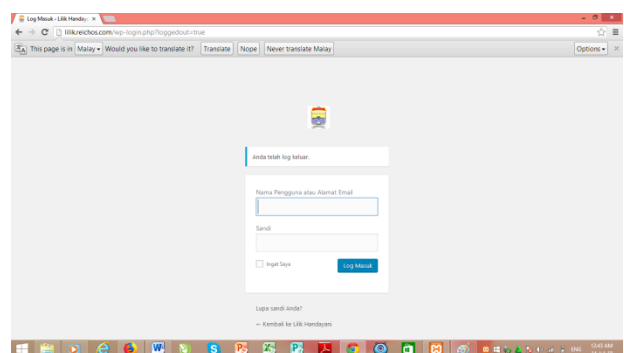 Log Masuk - Lilik Handay
lilik.reichos.com/wp-login.php?loggedout=true
This page is in Malay Would you like to translate it? Translate Nope Never translate Malay Options
Anda telah log keluar.
Nama Pengguna atau Alamat Email
Sandi
Ingat Saya
Log Masuk
Lupa sandi Anda?
← Kembali ke Lilik Handayani
ENG 12:43 AM